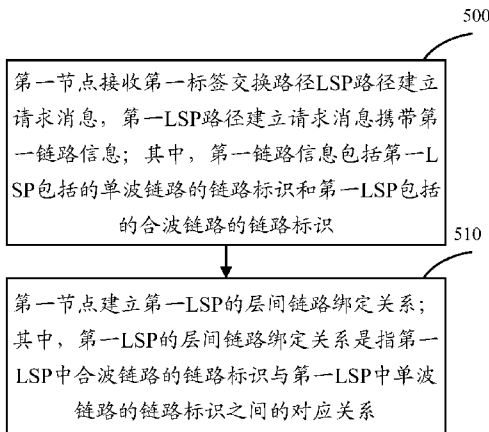 500
第一节点接收第一标签交换路径LSP路径建立
请求消息，第一LSP路径建立请求消息携带第
一链路信息；其中，第一链路信息包括第一L
SP包括的单波链路的链路标识和第一LSP包括
的合波链路的链路标识
510
第一节点建立第一LSP的层间链路绑定关系；
其中，第一LSP的层间链路绑定关系是指第一
LSP中合波链路的链路标识与第一LSP中单波
链路的链路标识之间的对应关系